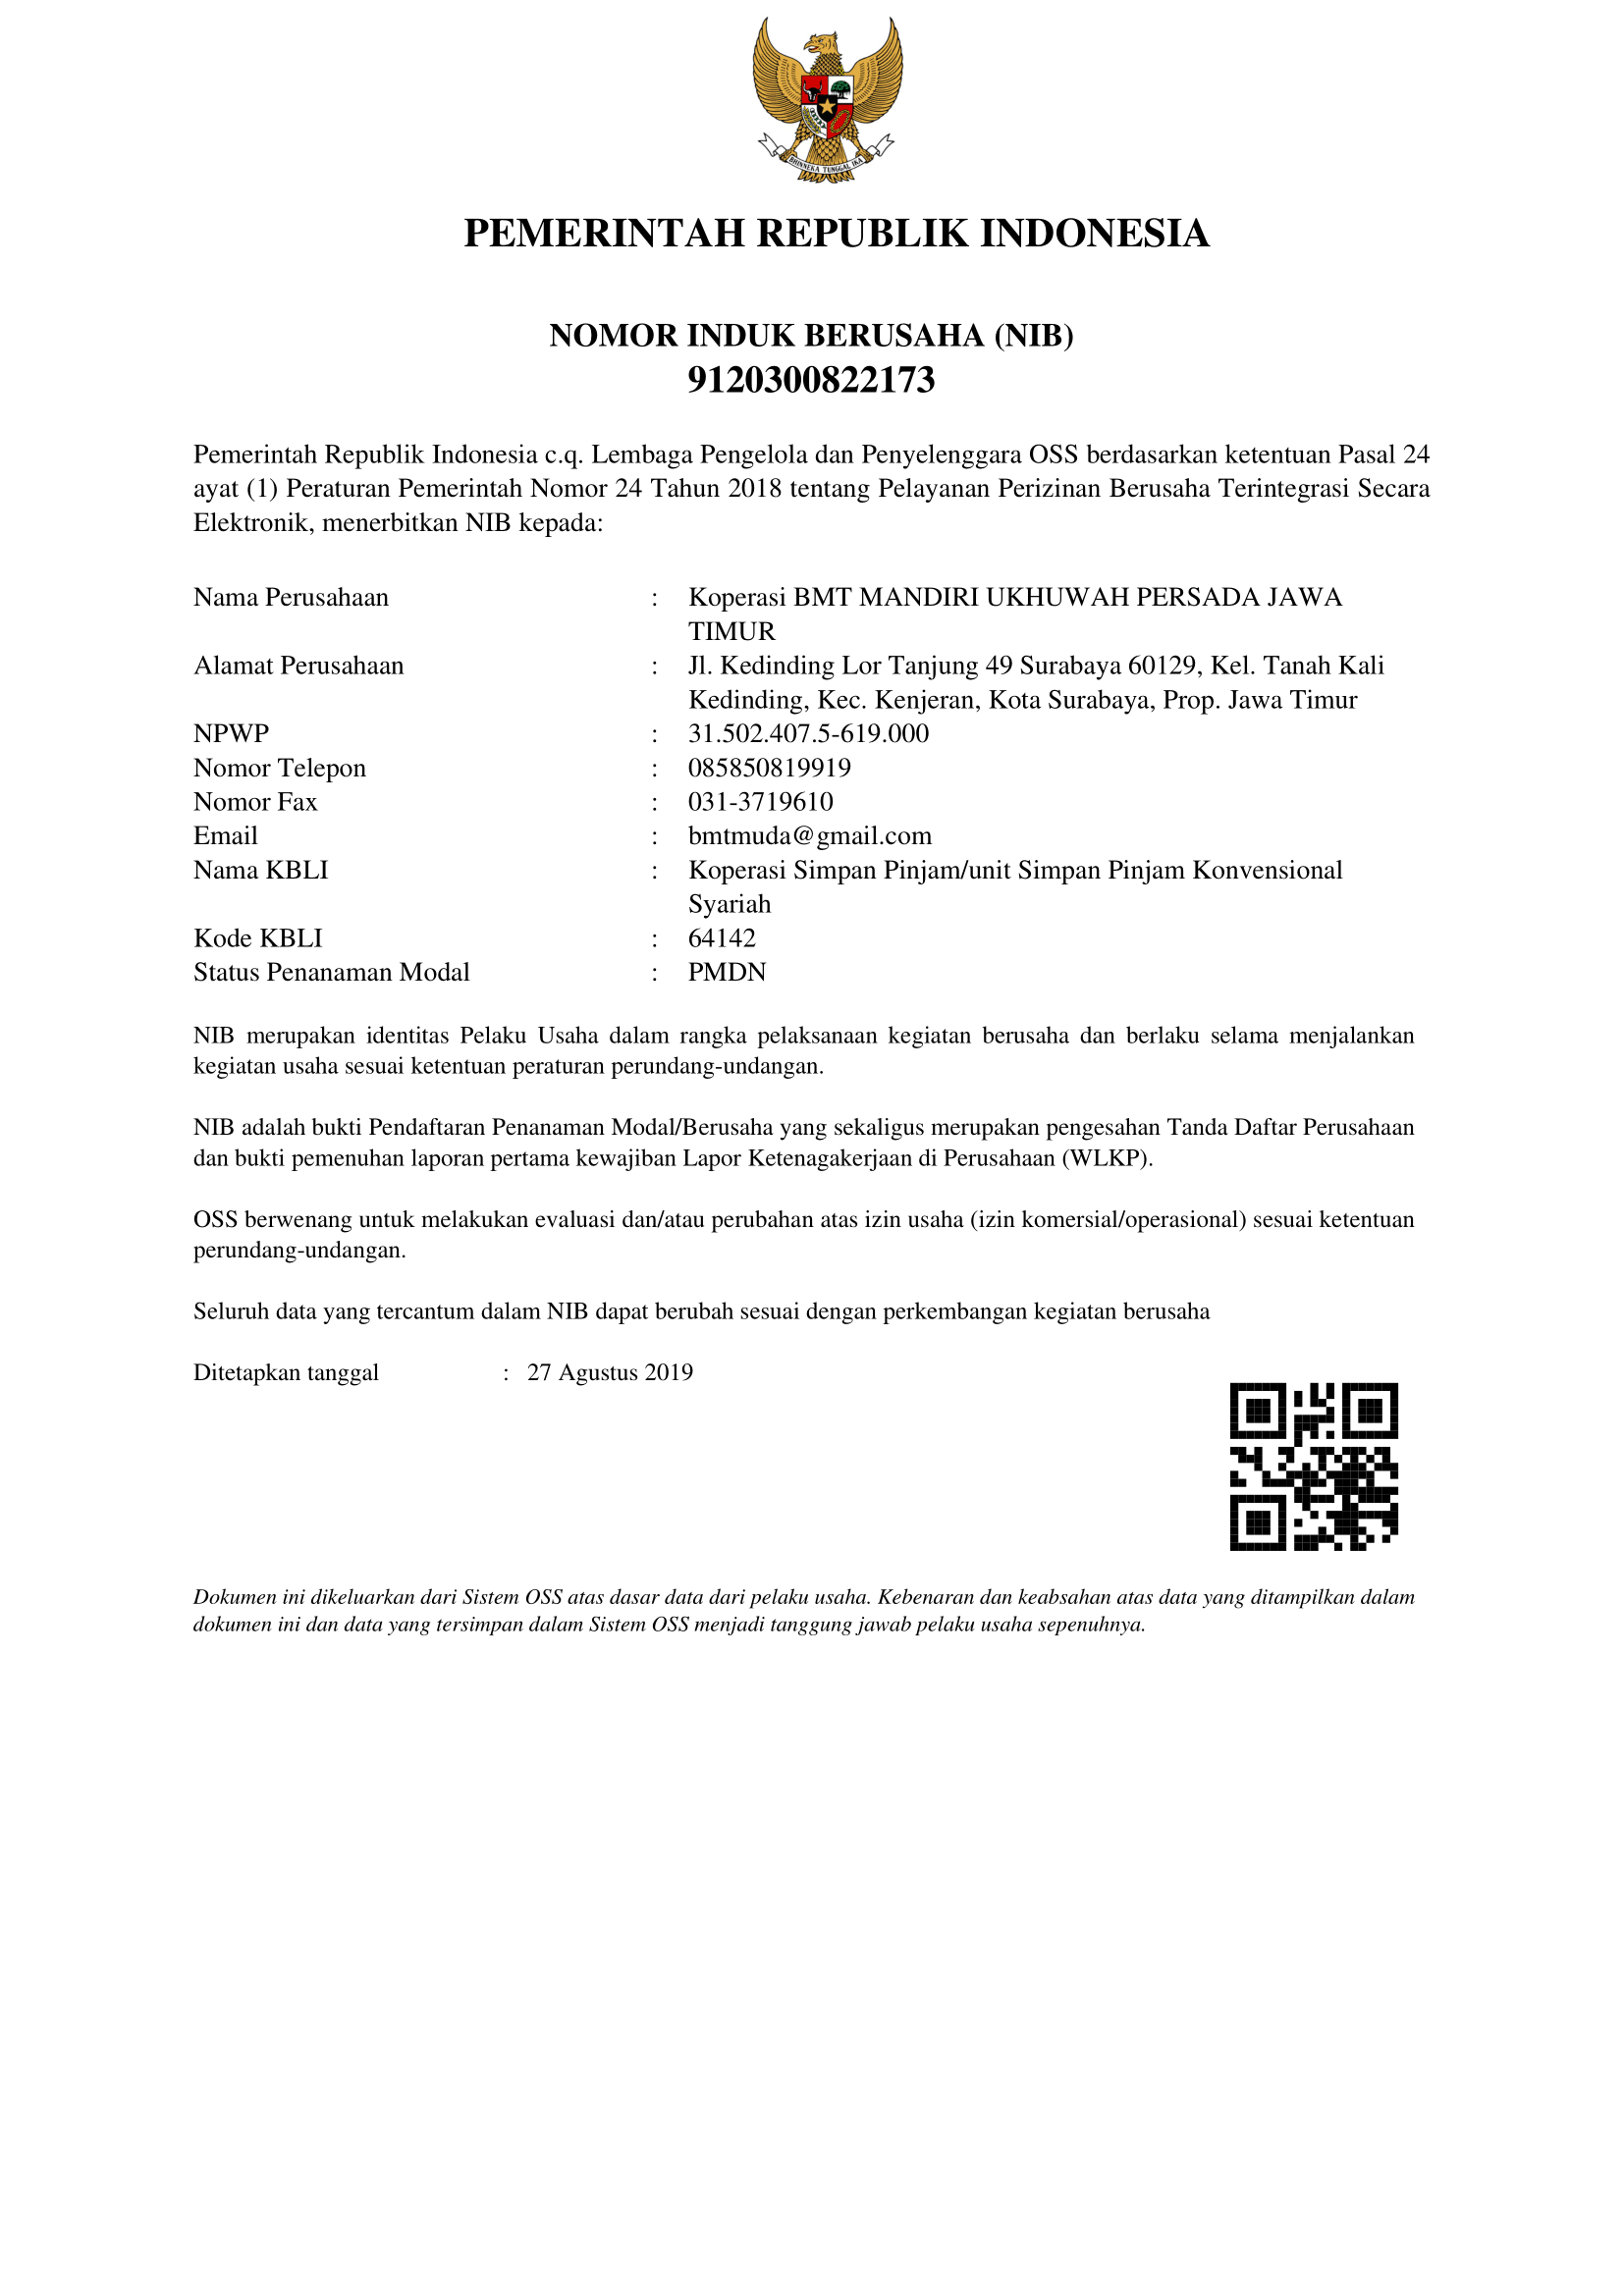 BHINNEKA TUNGGAL IKA
PEMERINTAH REPUBLIK INDONESIA
NOMOR INDUK BERUSAHA (NIB)
9120300822173
Pemerintah Republik Indonesia c.q. Lembaga Pengelola dan Penyelenggara OSS berdasarkan ketentuan Pasal 24
ayat (1) Peraturan Pemerintah Nomor 24 Tahun 2018 tentang Pelayanan Perizinan Berusaha Terintegrasi Secara
Elektronik, menerbitkan NIB kepada:
Nama Perusahaan : Koperasi BMT MANDIRI UKHUWAH PERSADA JAWA
TIMUR
Alamat Perusahaan : Jl. Kedinding Lor Tanjung 49 Surabaya 60129, Kel. Tanah Kali
Kedinding, Kec. Kenjeran, Kota Surabaya, Prop. Jawa Timur
NPWP : 31.502.407.5-619.000
Nomor Telepon : 085850819919
Nomor Fax : 031-3719610
Email : bmtmuda@gmail.com
Nama KBLI : Koperasi Simpan Pinjam/unit Simpan Pinjam Konvensional
Syariah
Kode KBLI : 64142
Status Penanaman Modal : PMDN
NIB merupakan identitas Pelaku Usaha dalam rangka pelaksanaan kegiatan berusaha dan berlaku selama menjalankan
kegiatan usaha sesuai ketentuan peraturan perundang-undangan.
NIB adalah bukti Pendaftaran Penanaman Modal/Berusaha yang sekaligus merupakan pengesahan Tanda Daftar Perusahaan
dan bukti pemenuhan laporan pertama kewajiban Lapor Ketenagakerjaan di Perusahaan (WLKP).
OSS berwenang untuk melakukan evaluasi dan/atau perubahan atas izin usaha (izin komersial/operasional) sesuai ketentuan
perundang-undangan.
Seluruh data yang tercantum dalam NIB dapat berubah sesuai dengan perkembangan kegiatan berusaha
Ditetapkan tanggal : 27 Agustus 2019
Dokumen ini dikeluarkan dari Sistem OSS atas dasar data dari pelaku usaha. Kebenaran dan keabsahan atas data yang ditampilkan dalam
dokumen ini dan data yang tersimpan dalam Sistem OSS menjadi tanggung jawab pelaku usaha sepenuhnya.